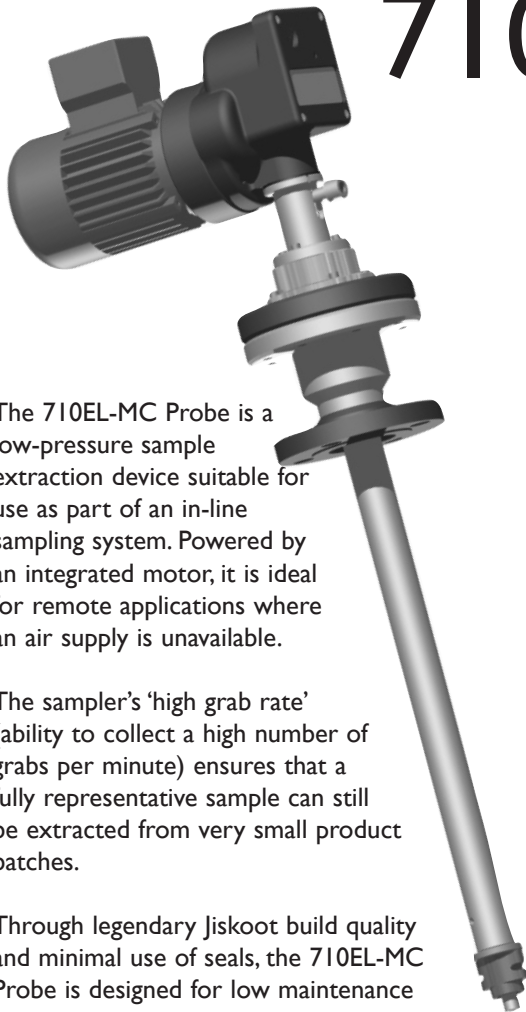 710
The 710EL-MC Probe is a
low-pressure sample
extraction device suitable for
use as part of an in-line
sampling system. Powered by
an integrated motor, it is ideal
for remote applications where
an air supply is unavailable.
The sampler’s ‘high grab rate’
(ability to collect a high number of
grabs per minute) ensures that a
fully representative sample can still
be extracted from very small product
batches.
Through legendary Jiskoot build quality
and minimal use of seals, the 710EL-MC
Probe is designed for low maintenance